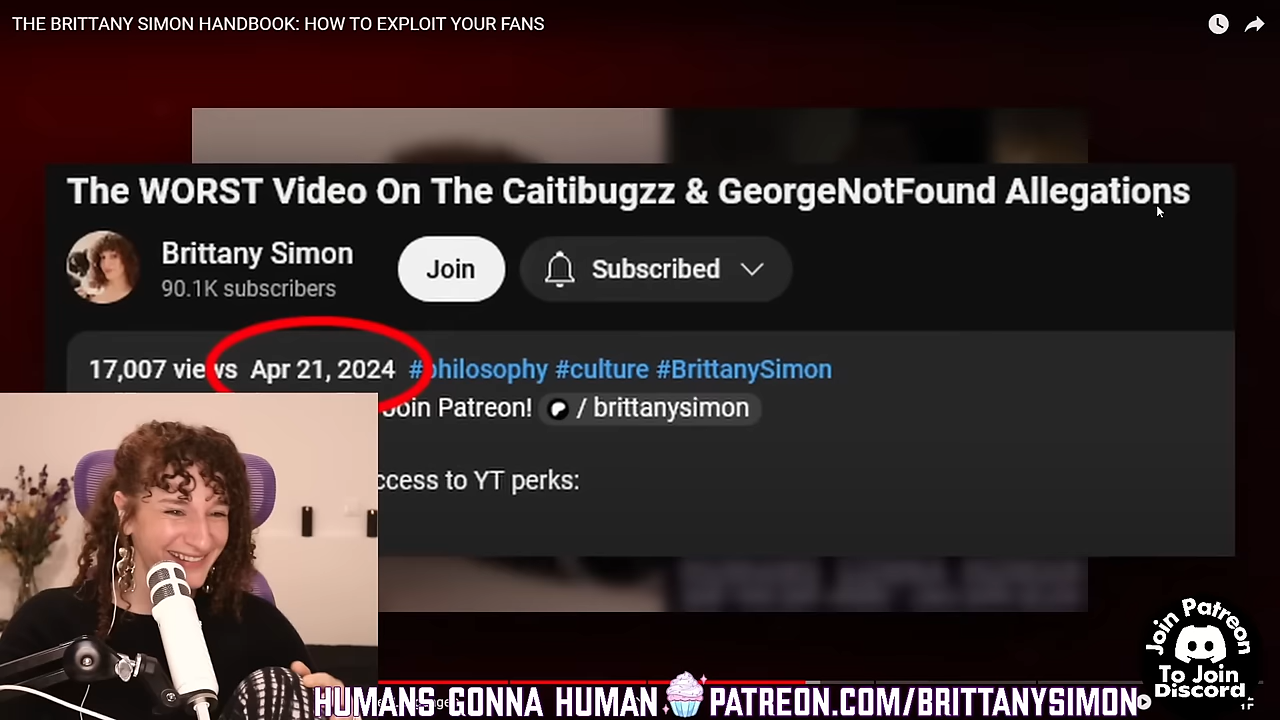 THE BRITTANY SIMON HANDBOOK: HOW TO EXPLOIT YOUR FANS
The WORST Video On The Caitibugzz & GeorgeNotFound Allegations
Brittany Simon
90.1K subscribers
Join
Subscribed
17,007 views Apr 21, 2024 #philosophy #culture #BrittanySimon
Join Patreon! / brittanysimon
ccess to YT perks:
Join Patreon
To Join
Discord
HUMANS GONNA HUMAN PATREON.COM/BRITTANYSIMON